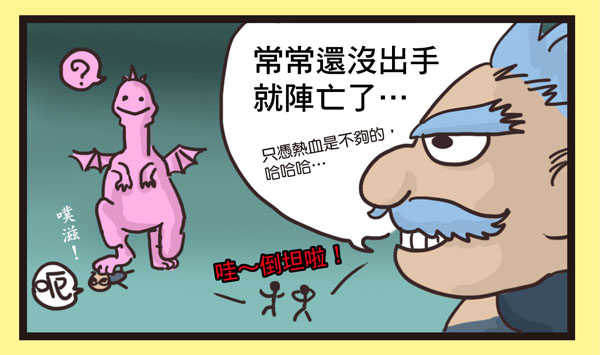 常常還沒出手
就陣亡了…
只憑熱血是不夠的，
哈哈哈…
?
噗滋！
呃
哇～倒坦啦！